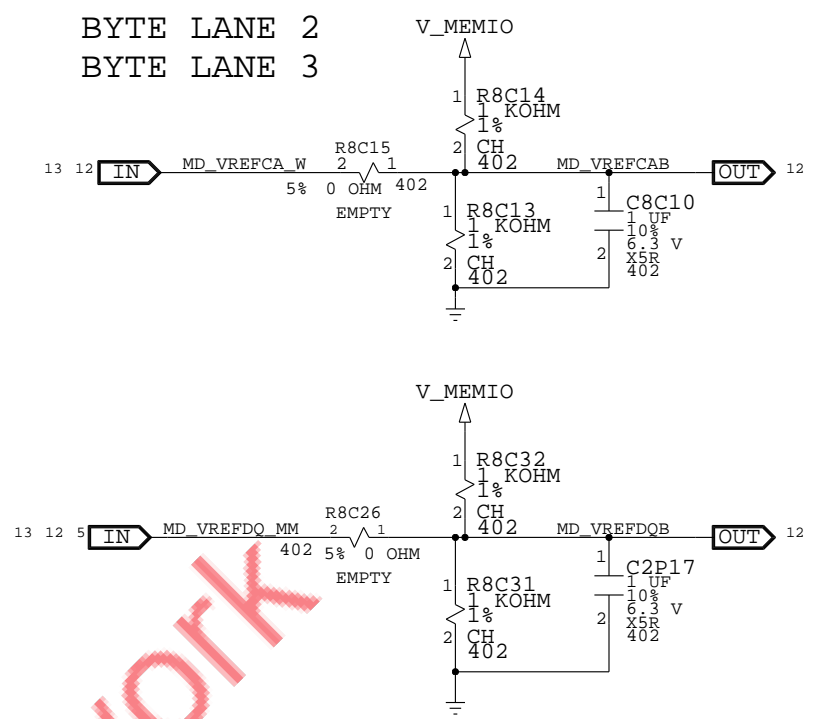 BYTE LANE 2
BYTE LANE 3
V_MEMIO
1 R8C14
1 KOHM
1%
2 CH
402
13 12 IN MD_VREFCA_W
R8C15
2 1
5% 0 OHM 402
EMPTY
MD_VREFCAB OUT 12
1 R8C13
1 KOHM
1%
2 CH
402
1 C8C10
1 UF
10%
6.3 V
2 X5R
402
V_MEMIO
1 R8C32
1 KOHM
1%
2 CH
402
13 12 5 IN MD_VREFDQ_MM
R8C26
2 1
402 5% 0 OHM
EMPTY
MD_VREFDQB OUT 12
1 R8C31
1 KOHM
1%
2 CH
402
1 C2P17
1 UF
10%
6.3 V
2 X5R
402
work